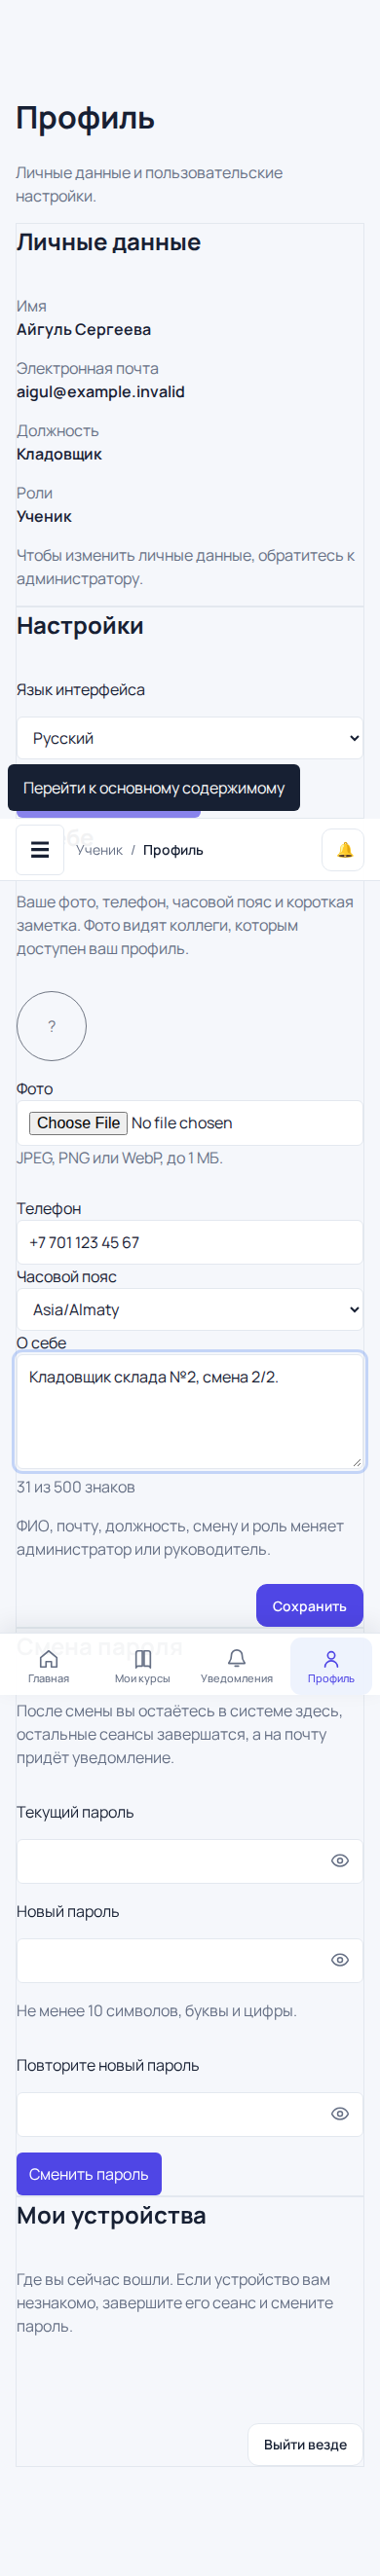 Профиль
Личные данные и пользовательские
настройки.
Личные данные
Имя
Айгуль Сергеева
Электронная почта
aigul@example.invalid
Должность
Кладовщик
Роли
Ученик
Чтобы изменить личные данные, обратитесь к
администратору.
Настройки
Язык интерфейса
Русский
Перейти к основному содержимому
Ученик / Профиль
Ваше фото, телефон, часовой пояс и короткая
заметка. Фото видят коллеги, которым
доступен ваш профиль.
?
Фото
Choose File No file chosen
JPEG, PNG или WebP, до 1 МБ.
Телефон
+7 701 123 45 67
Часовой пояс
Asia/Almaty
О себе
Кладовщик склада №2, смена 2/2.
31 из 500 знаков
ФИО, почту, должность, смену и роль меняет
администратор или руководитель.
Сохранить
Смена пароля
Главная Мои курсы Уведомления Профиль
После смены вы остаётесь в системе здесь,
остальные сеансы завершатся, а на почту
придёт уведомление.
Текущий пароль
Новый пароль
Не менее 10 символов, буквы и цифры.
Повторите новый пароль
Сменить пароль
Мои устройства
Где вы сейчас вошли. Если устройство вам
незнакомо, завершите его сеанс и смените
пароль.
Выйти везде